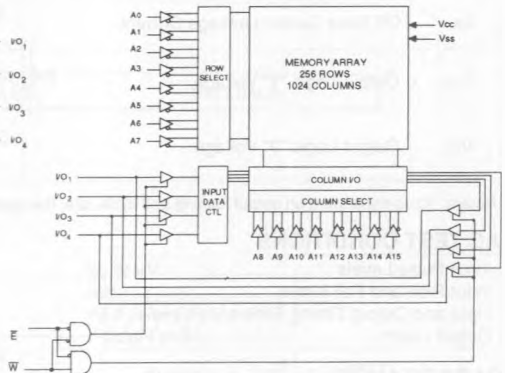 I/O1
I/O2
I/O3
I/O4
A0
A1
A2
A3
A4
A5
A6
A7
ROW
SELECT
MEMORY ARRAY
256 ROWS
1024 COLUMNS
Vcc
Vss
I/O1
I/O2
I/O3
I/O4
INPUT
DATA
CTL
COLUMN I/O
COLUMN SELECT
A8 A9 A10 A11 A12 A13 A14 A15
E
W